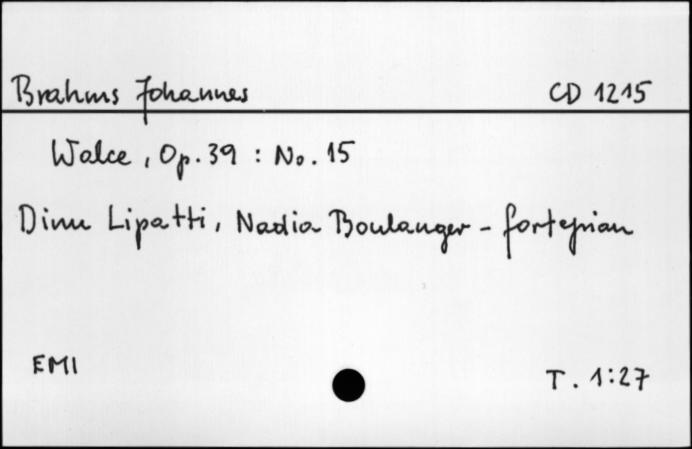 Brahms Johannes CD 1215
Walce, Op. 39 : No. 15
Dinu Lipatti, Nadia Boulanger - fortepian
EMI T. 1:27